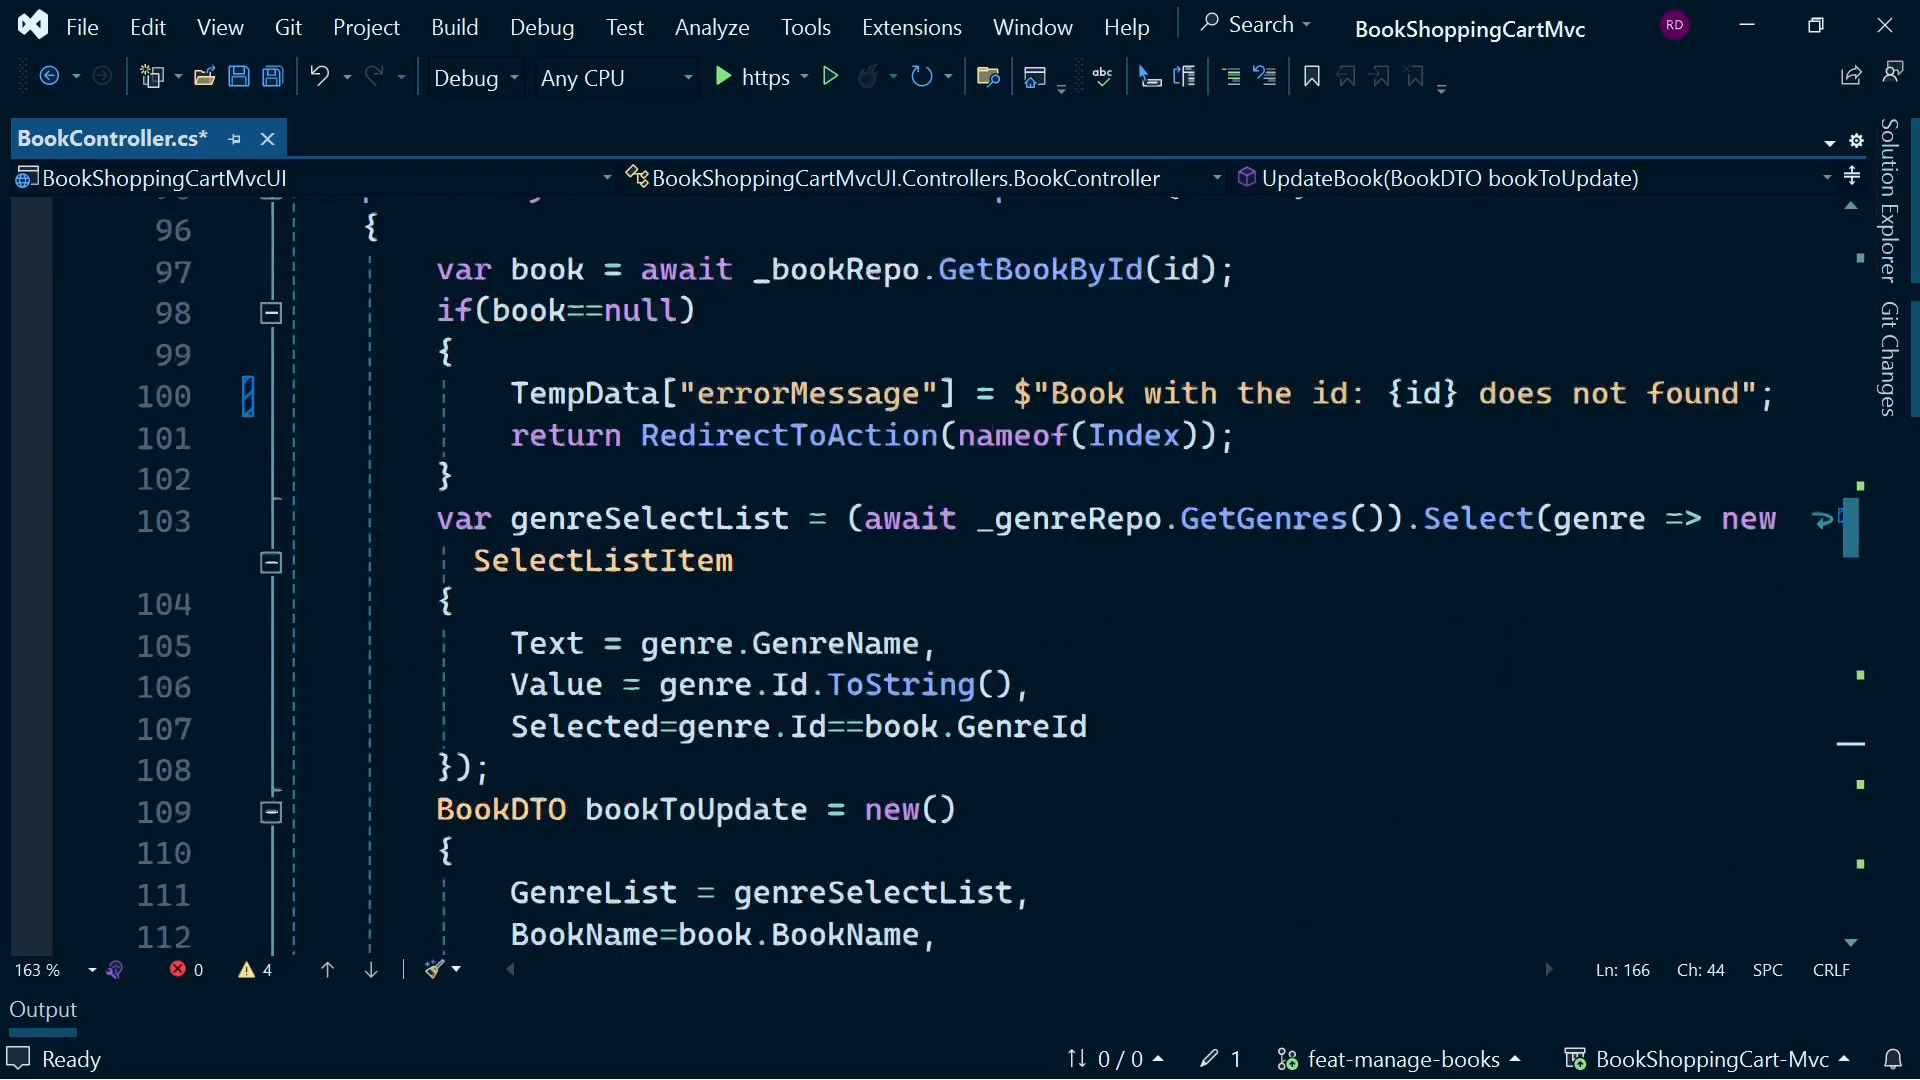 File Edit View Git Project Build Debug Test Analyze Tools Extensions Window Help Search BookShoppingCartMvc RD
Debug Any CPU https abc
BookController.cs*
BookShoppingCartMvcUI BookShoppingCartMvcUI.Controllers.BookController UpdateBook(BookDTO bookToUpdate)
96 {
97 var book = await _bookRepo.GetBookById(id);
98 if(book==null)
99 {
100 TempData["errorMessage"] = $"Book with the id: {id} does not found";
101 return RedirectToAction(nameof(Index));
102 }
103 var genreSelectList = (await _genreRepo.GetGenres()).Select(genre => new
SelectListItem
104 {
105 Text = genre.GenreName,
106 Value = genre.Id.ToString(),
107 Selected=genre.Id==book.GenreId
108 });
109 BookDTO bookToUpdate = new()
110 {
111 GenreList = genreSelectList,
112 BookName=book.BookName,
Solution Explorer
Git Changes
163 % 0 4 Ln: 166 Ch: 44 SPC CRLF
Output
Ready 0 / 0 1 feat-manage-books BookShoppingCart-Mvc